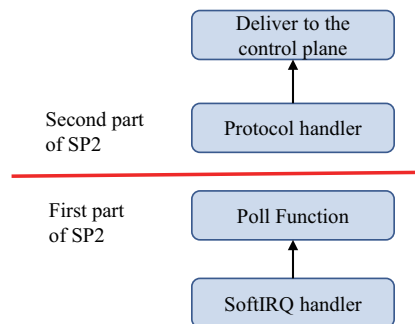 Deliver to the
control plane
Second part
of SP2
Protocol handler
First part
of SP2
Poll Function
SoftIRQ handler